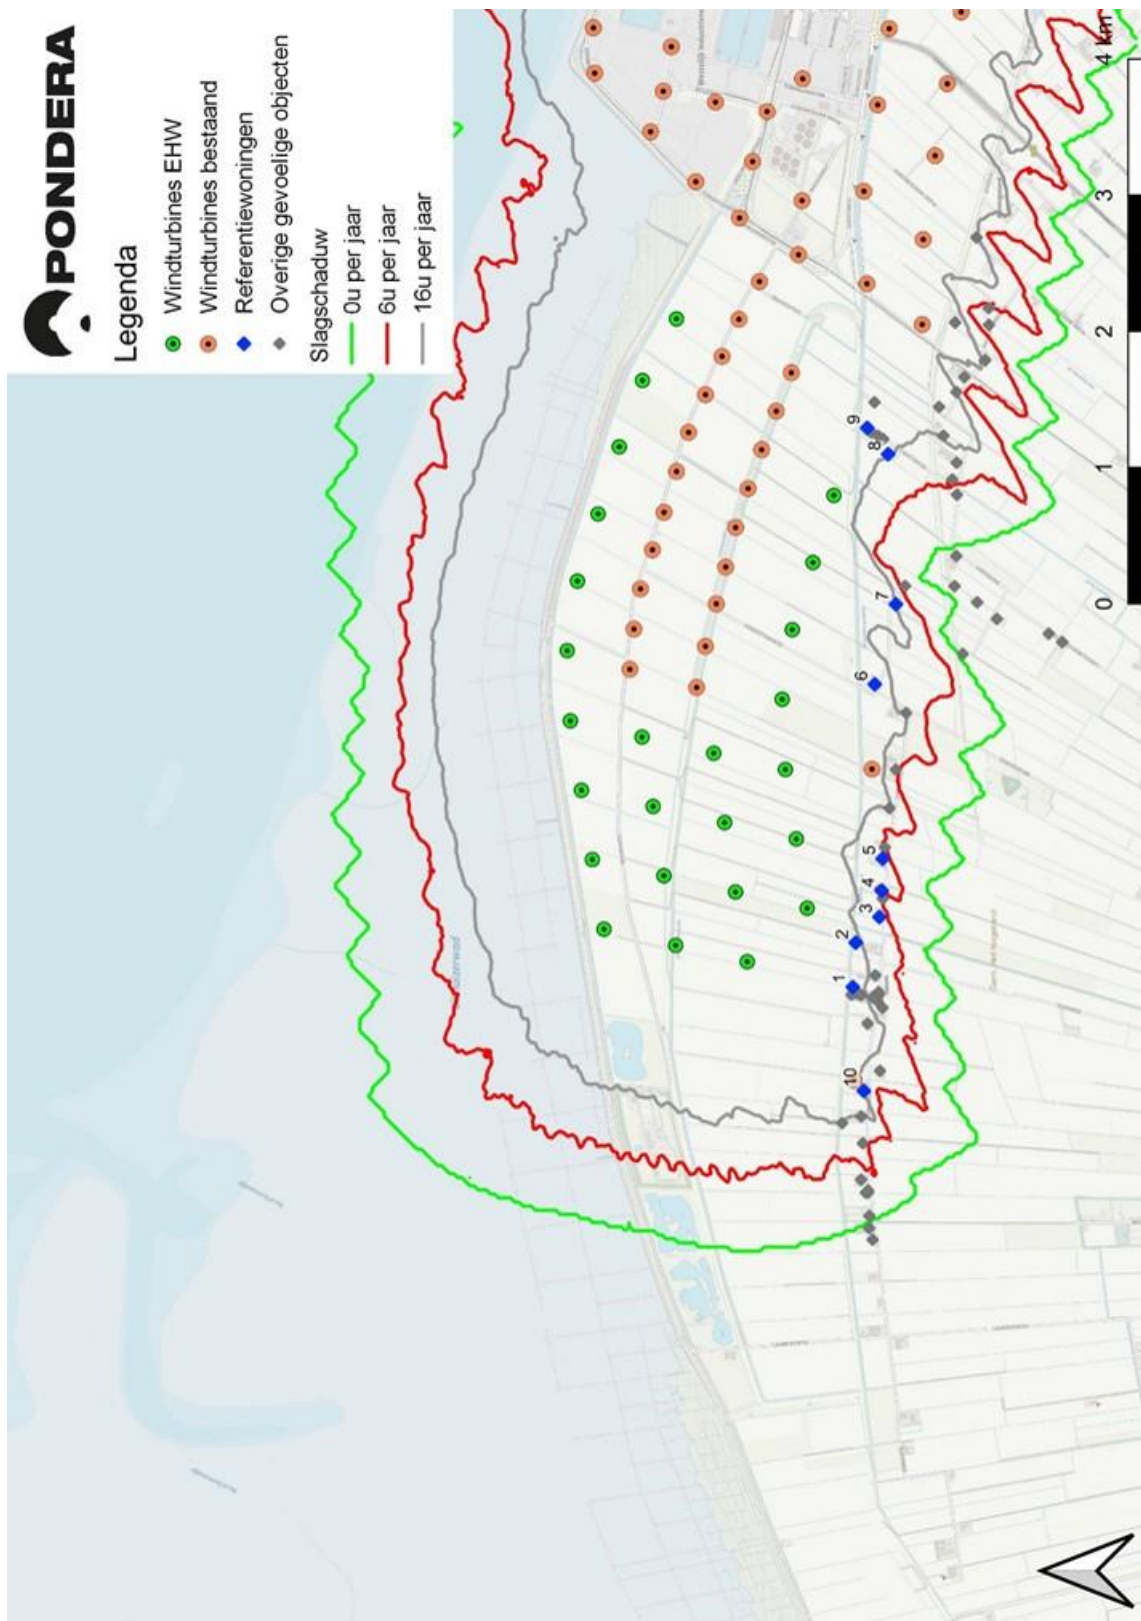 PONDERA
Legenda
Windturbines EHW
Windturbines bestaand
Referentiewoningen
Overige gevoelige objecten
Slagschaduw
0u per jaar
6u per jaar
16u per jaar
1
2
3
4
5
6
7
8
9
10
0
1
2
3
4 km